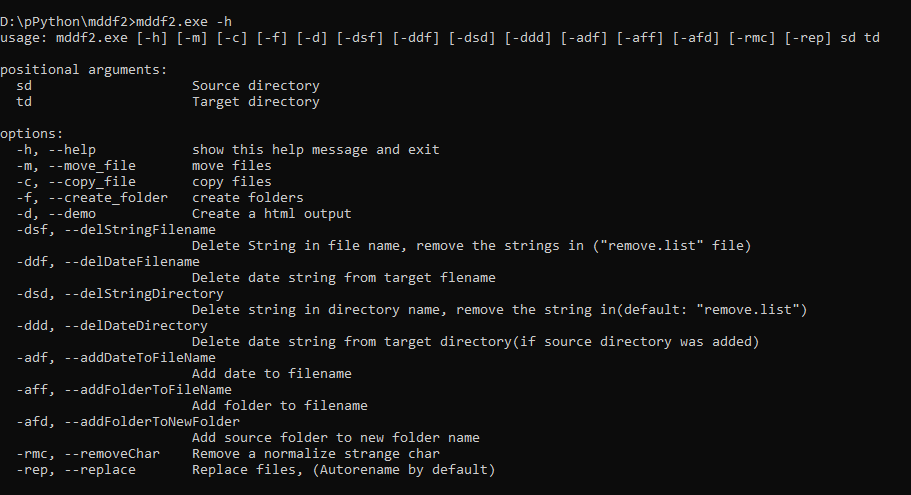 D:\pPython\mddf2>mddf2.exe -h
usage: mddf2.exe [-h] [-m] [-c] [-f] [-d] [-dsf] [-ddf] [-dsd] [-ddd] [-adf] [-aff] [-afd] [-rmc] [-rep] sd td
positional arguments:
sd                    Source directory
td                    Target directory
options:
-h, --help            show this help message and exit
-m, --move_file       move files
-c, --copy_file       copy files
-f, --create_folder   create folders
-d, --demo            Create a html output
-dsf, --delStringFilename
Delete String in file name, remove the strings in ("remove.list" file)
-ddf, --delDateFilename
Delete date string from target flename
-dsd, --delStringDirectory
Delete string in directory name, remove the string in(default: "remove.list")
-ddd, --delDateDirectory
Delete date string from target directory(if source directory was added)
-adf, --addDateToFileName
Add date to filename
-aff, --addFolderToFileName
Add folder to filename
-afd, --addFolderToNewFolder
Add source folder to new folder name
-rmc, --removeChar    Remove a normalize strange char
-rep, --replace       Replace files, (Autorename by default)